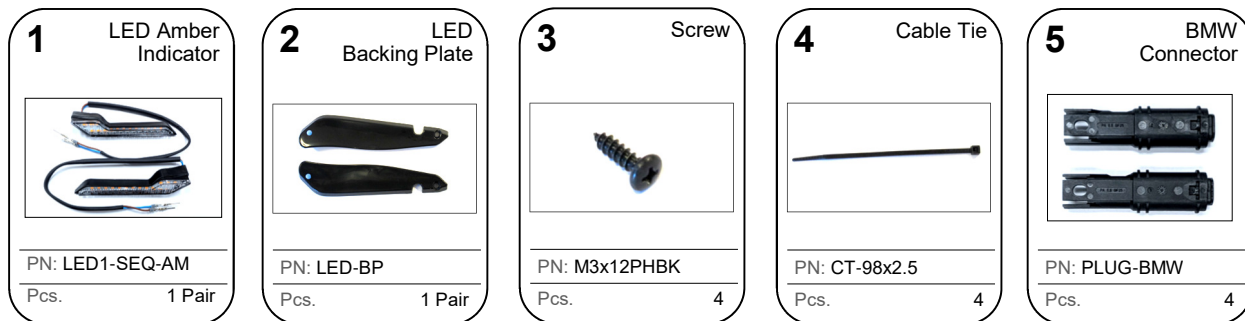 1
LED Amber
Indicator
PN: LED1-SEQ-AM
Pcs. 1 Pair
2
LED
Backing Plate
PN: LED-BP
Pcs. 1 Pair
3
Screw
PN: M3x12PHBK
Pcs. 4
4
Cable Tie
PN: CT-98x2.5
Pcs. 4
5
BMW
Connector
PN: PLUG-BMW
Pcs. 4